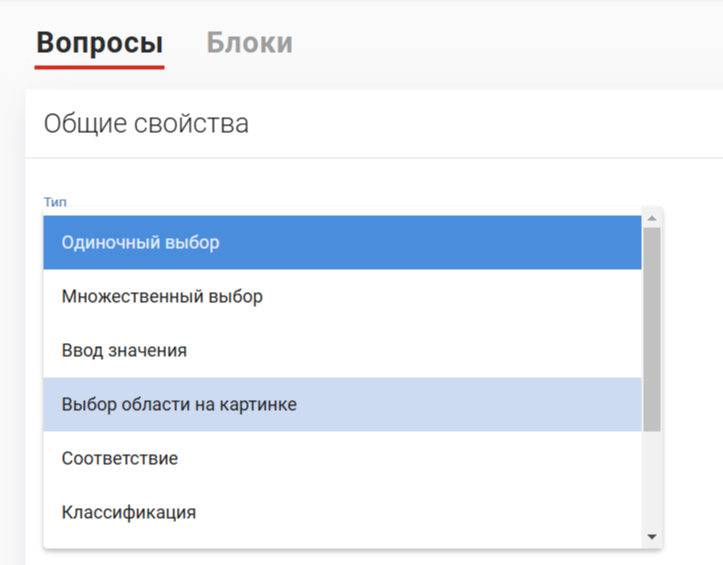 Вопросы Блоки
Общие свойства
Тип
Одиночный выбор
Множественный выбор
Ввод значения
Выбор области на картинке
Соответствие
Классификация